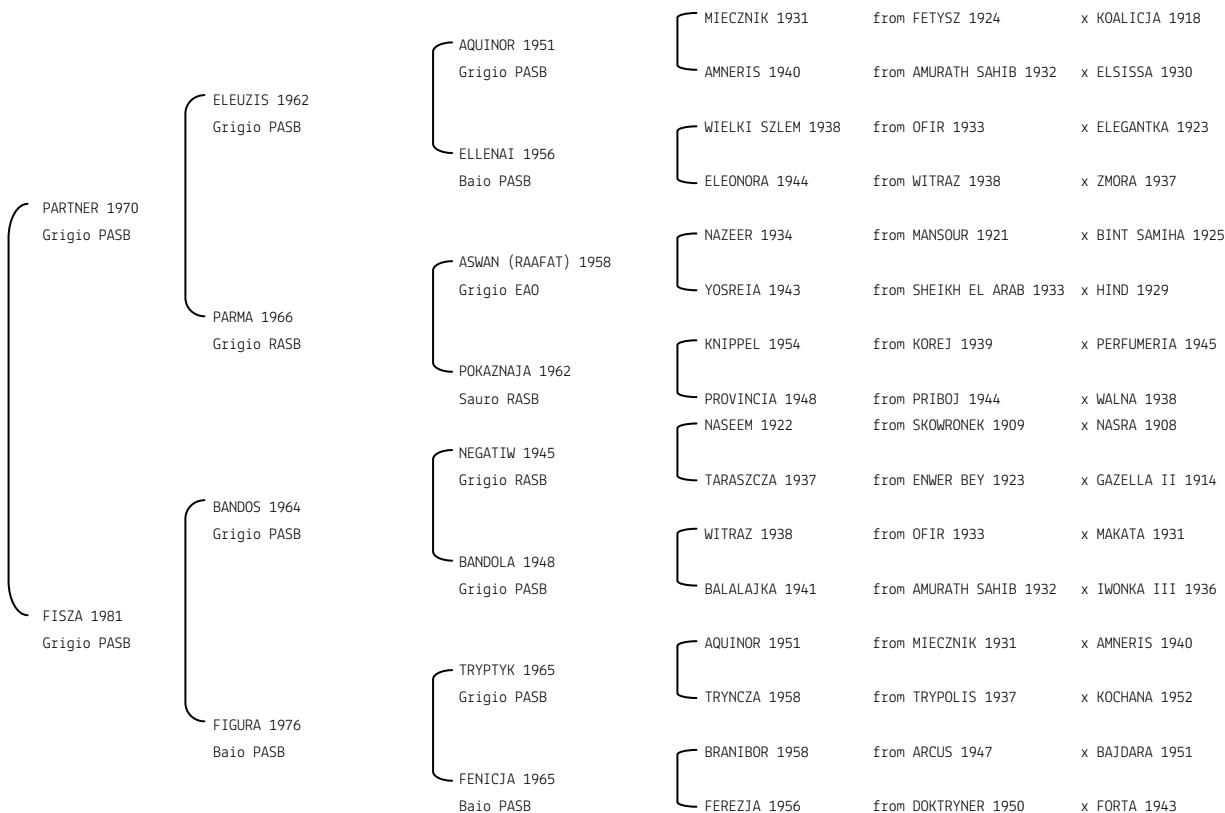 MIECZNIK 1931 from FETYSZ 1924 x KOALICJA 1918
AQUINOR 1951
Grigio PASB AMNERIS 1940 from AMURATH SAHIB 1932 x ELSISSA 1930
ELEUZIS 1962
Grigio PASB WIELKI SZLEM 1938 from OFIR 1933 x ELEGANTKA 1923
ELLENAI 1956
Baio PASB ELEONORA 1944 from WITRAZ 1938 x ZMORA 1937
PARTNER 1970
Grigio PASB NAZEER 1934 from MANSOUR 1921 x BINT SAMIHA 1925
ASWAN (RAAFAT) 1958
Grigio EAO YOSREIA 1943 from SHEIKH EL ARAB 1933 x HIND 1929
PARMA 1966
Grigio RASB KNIPPEL 1954 from KOREJ 1939 x PERFUMERIA 1945
POKAZNAJA 1962
Sauro RASB PROVINCIA 1948 from PRIBOJ 1944 x WALNA 1938
NASEEM 1922 from SKOWRONEK 1909 x NASRA 1908
NEGATIW 1945
Grigio RASB TARASZCZA 1937 from ENWER BEY 1923 x GAZELLA II 1914
BANDOS 1964
Grigio PASB WITRAZ 1938 from OFIR 1933 x MAKATA 1931
BANDOLA 1948
Grigio PASB BALALAJKA 1941 from AMURATH SAHIB 1932 x IWONKA III 1936
FISZA 1981
Grigio PASB AQUINOR 1951 from MIECZNIK 1931 x AMNERIS 1940
TRYPTYK 1965
Grigio PASB TRYNCZA 1958 from TRYPOLIS 1937 x KOCHANA 1952
FIGURA 1976
Baio PASB BRANIBOR 1958 from ARCUS 1947 x BAJDARA 1951
FENICJA 1965
Baio PASB FEREZJA 1956 from DOKTRYNER 1950 x FORTA 1943